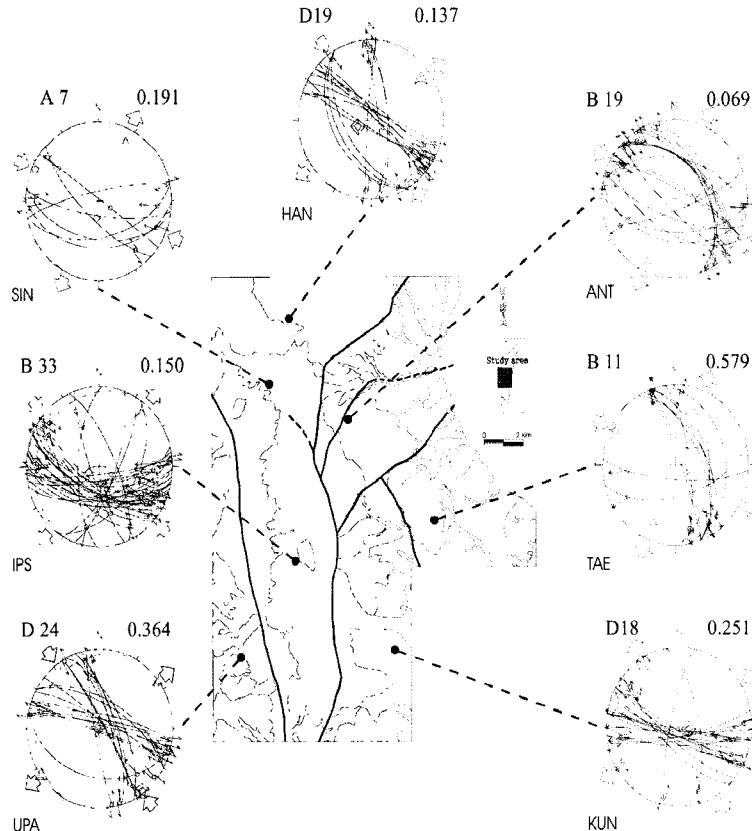 D19 0.137
A 7 0.191
B 19 0.069
HAN
SIN
ANT
B 33 0.150
Study area
B 11 0.579
0 2 Km
IPS
TAE
D 24 0.364
D18 0.251
UPA
KUN